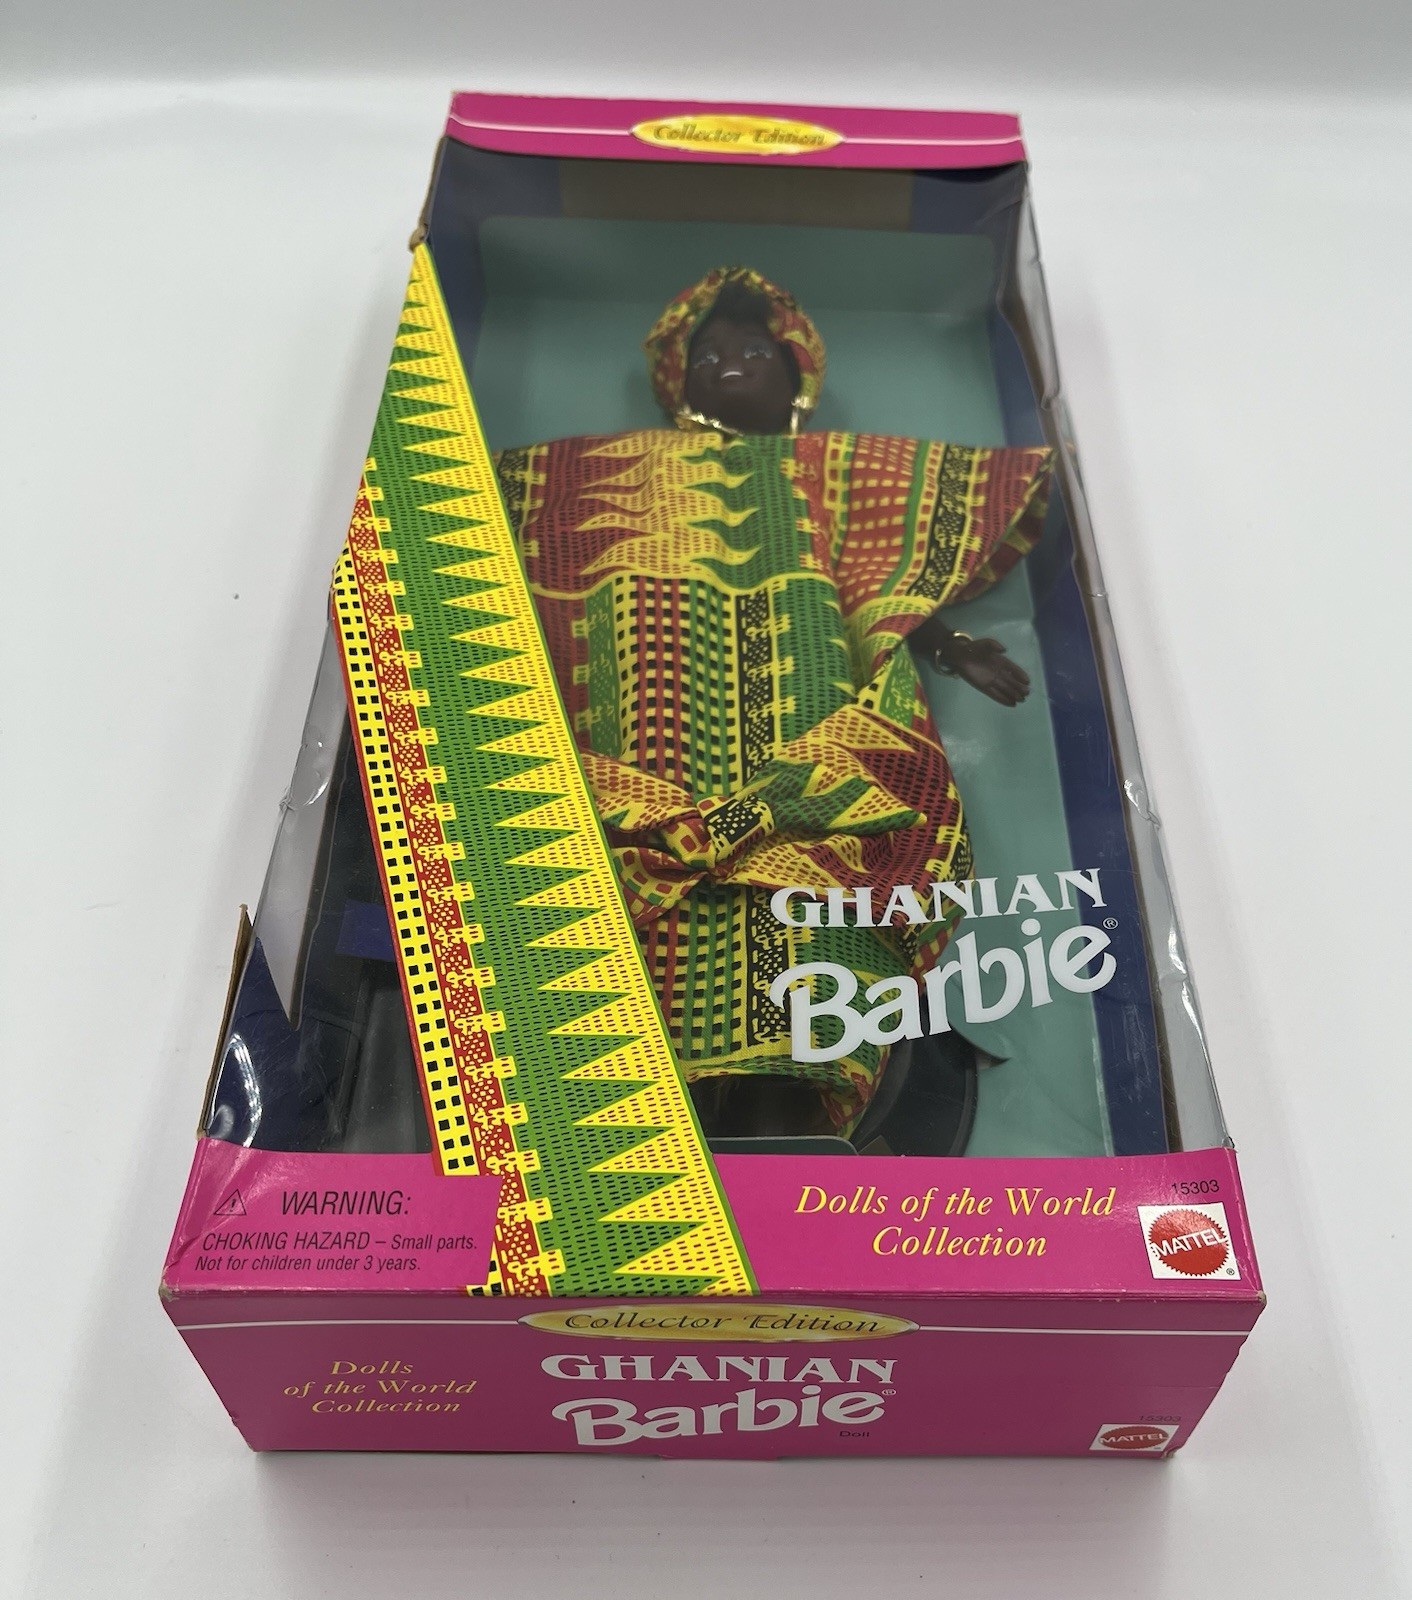 Collector Edition
GHANIAN
Barbie®
⚠ WARNING:
CHOKING HAZARD – Small parts.
Not for children under 3 years.
Dolls of the World
Collection
15303
MATTEL
®
Collector Edition
Dolls
of the World
Collection
GHANIAN
Barbie®
Doll
15303
MATTEL